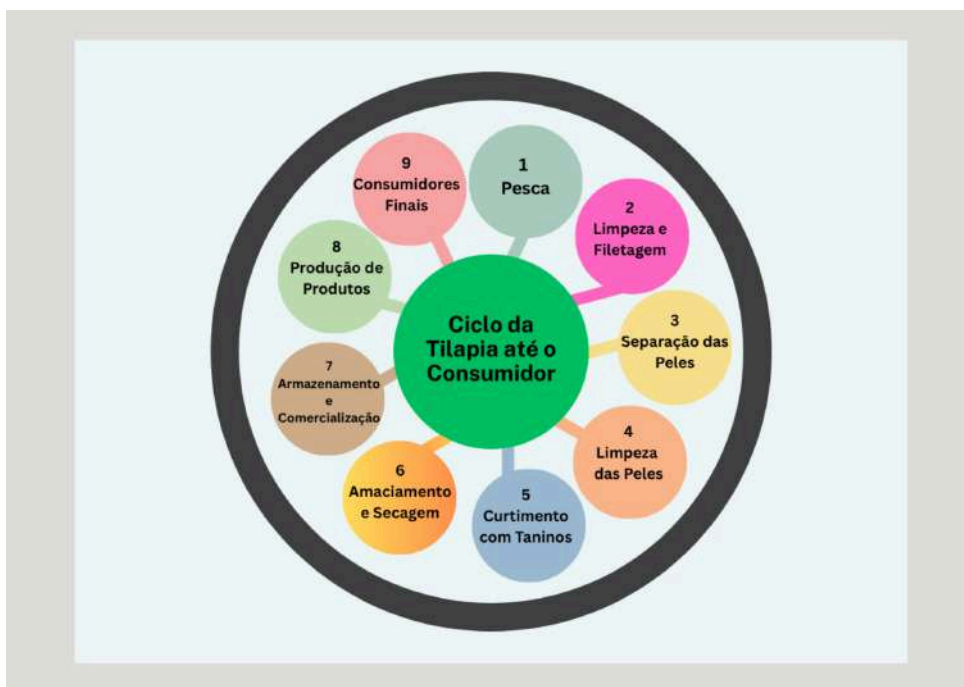 Ciclo da
Tilapia até o
Consumidor
1
Pesca
2
Limpeza e
Filetagem
3
Separação das
Peles
4
Limpeza
das Peles
5
Curtimento
com Taninos
6
Amaciamento
e Secagem
7
Armazenamento
e
Comercialização
8
Produção de
Produtos
9
Consumidores
Finais